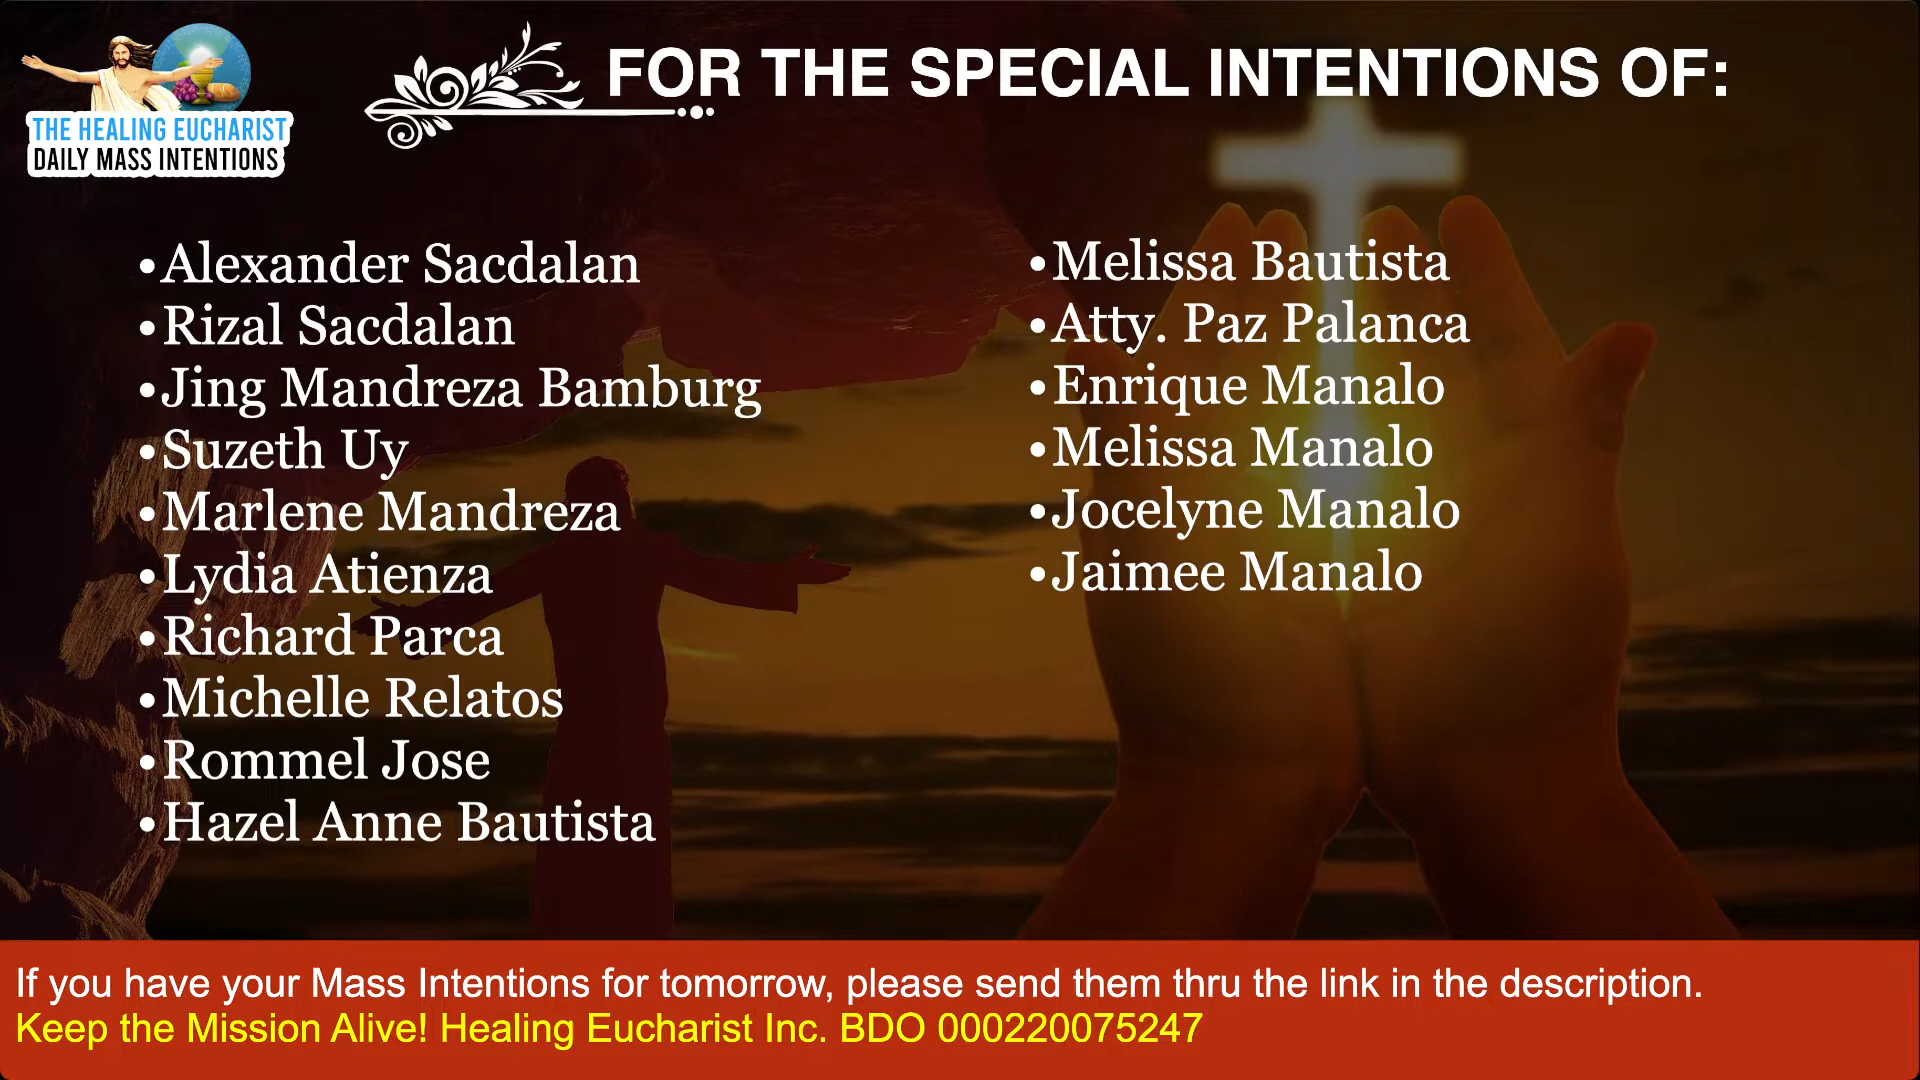 THE HEALING EUCHARIST
DAILY MASS INTENTIONS
FOR THE SPECIAL INTENTIONS OF:
•Alexander Sacdalan
•Rizal Sacdalan
•Jing Mandreza Bamburg
•Suzeth Uy
•Marlene Mandreza
•Lydia Atienza
•Richard Parca
•Michelle Relatos
•Rommel Jose
•Hazel Anne Bautista
•Melissa Bautista
•Atty. Paz Palanca
•Enrique Manalo
•Melissa Manalo
•Jocelyne Manalo
•Jaimee Manalo
If you have your Mass Intentions for tomorrow, please send them thru the link in the description.
Keep the Mission Alive! Healing Eucharist Inc. BDO 000220075247